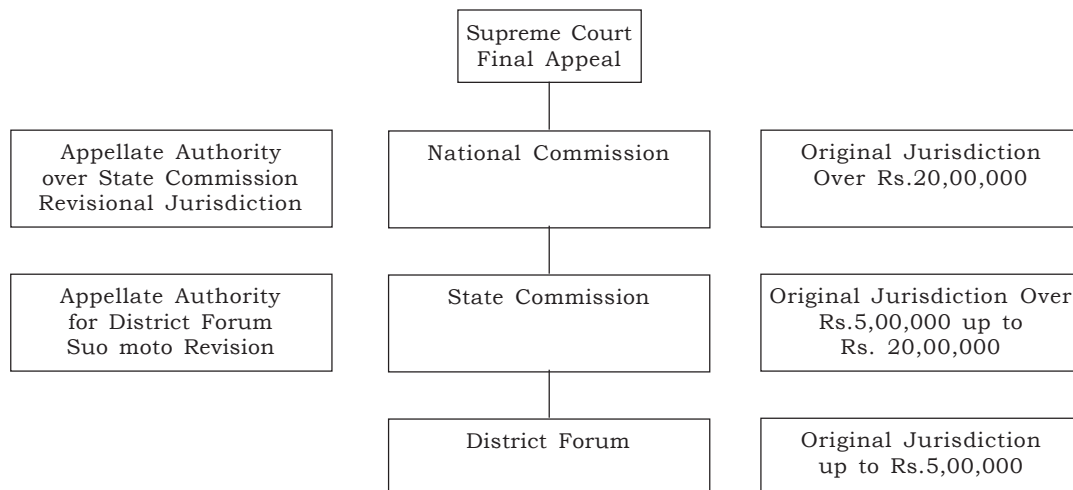 Supreme Court
Final Appeal
Appellate Authority
over State Commission
Revisional Jurisdiction
National Commission
Original Jurisdiction
Over Rs.20,00,000
Appellate Authority
for District Forum
Suo moto Revision
State Commission
Original Jurisdiction Over
Rs.5,00,000 up to
Rs. 20,00,000
District Forum
Original Jurisdiction
up to Rs.5,00,000